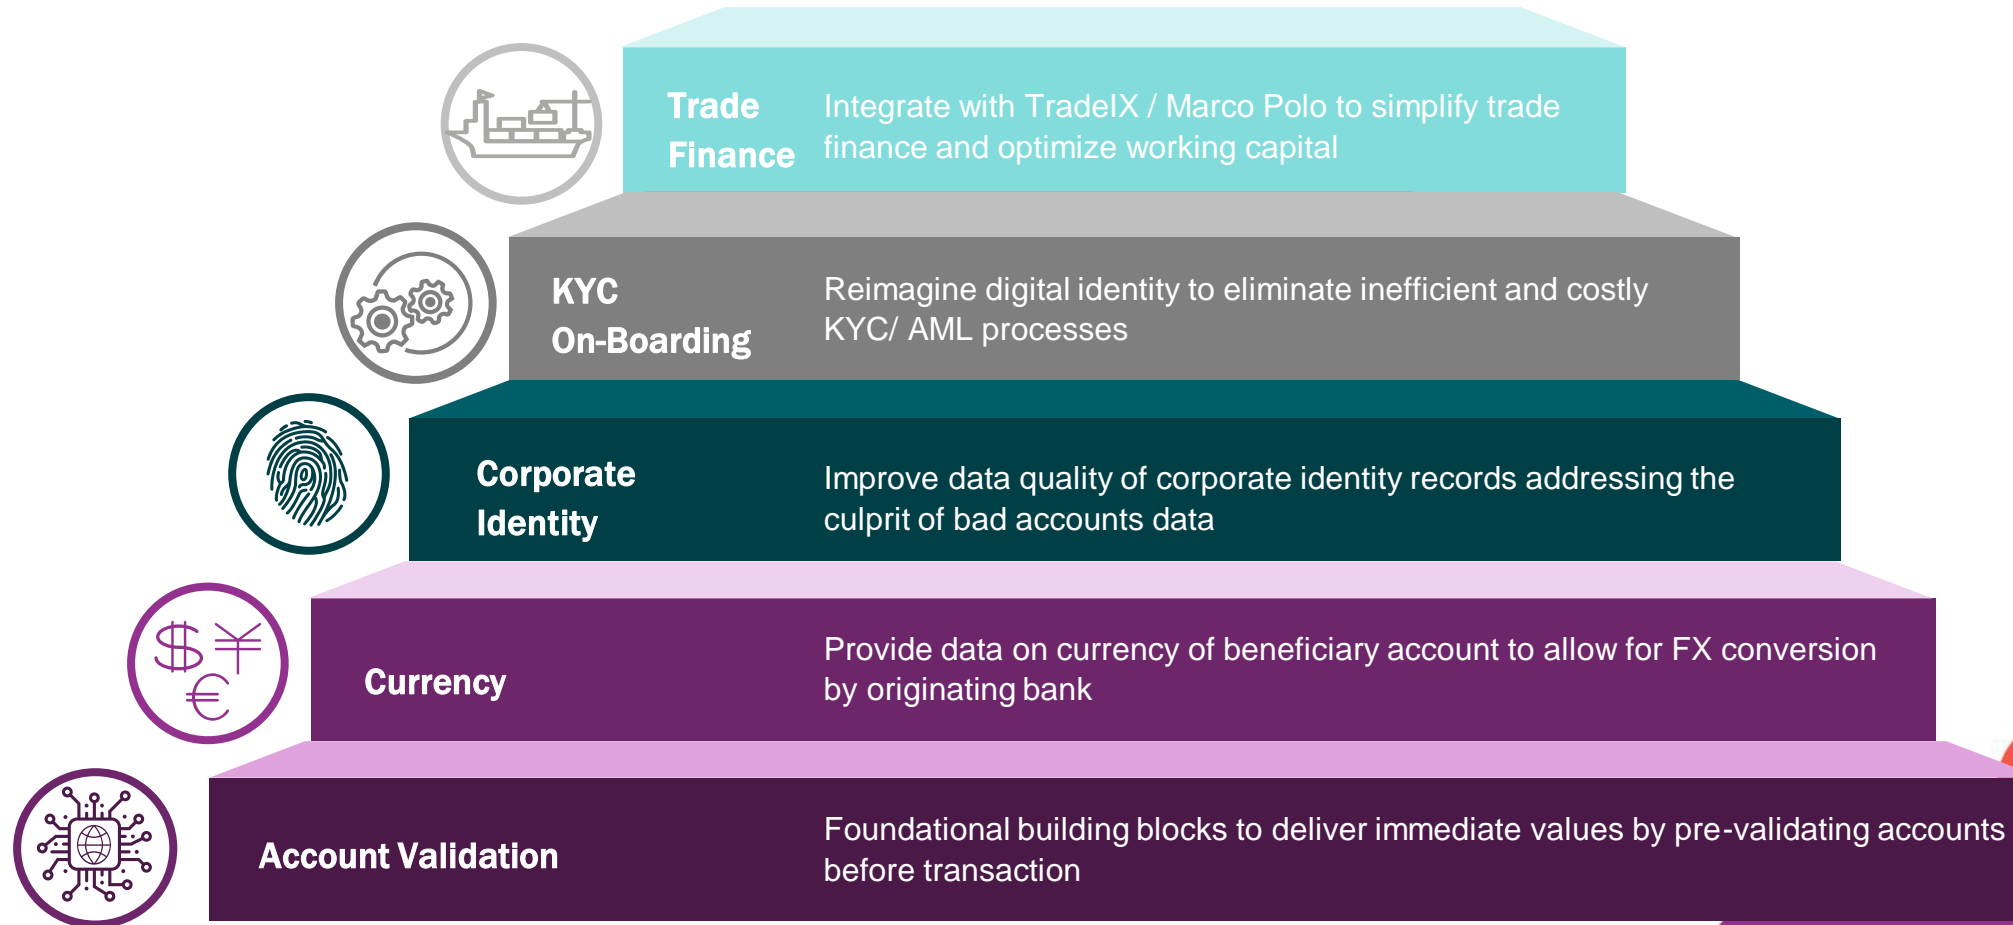 Trade
Finance
Integrate with TradeIX / Marco Polo to simplify trade
finance and optimize working capital
KYC
On-Boarding
Reimagine digital identity to eliminate inefficient and costly
KYC/ AML processes
Corporate
Identity
Improve data quality of corporate identity records addressing the
culprit of bad accounts data
$ ¥
€
Currency
Provide data on currency of beneficiary account to allow for FX conversion
by originating bank
Account Validation
Foundational building blocks to deliver immediate values by pre-validating accounts
before transaction